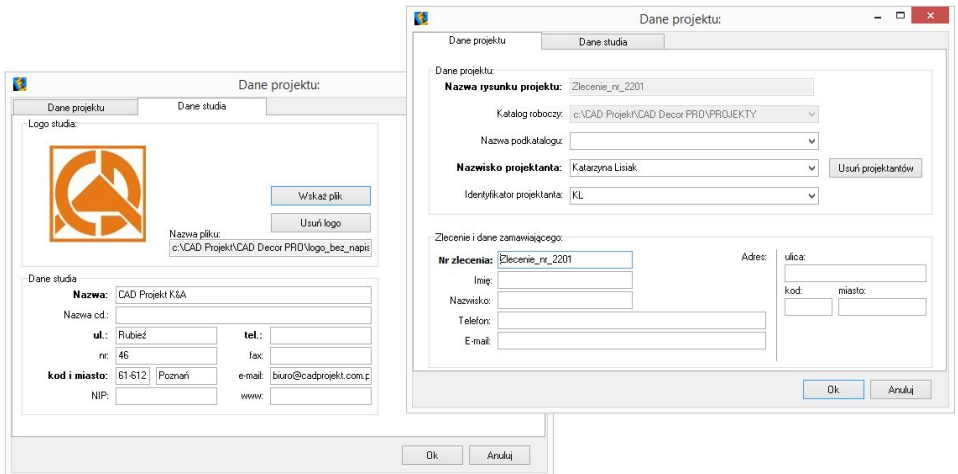 Dane projektu:
Dane projektu Dane studia
Logo studia:
Wskaż plik
Usuń logo
Nazwa pliku:
c:\CAD Projekt\CAD Decor PRO\logo_bez_napis
Dane studia
Nazwa: CAD Projekt K&A
Nazwa cd.:
ul.: Rubież tel.:
nr: 46 fax:
kod i miasto: 61-612 Poznań e-mail: biuro@cadprojekt.com.p
NIP: www:
Ok Anuluj
Dane projektu:
Dane projektu Dane studia
Dane projektu:
Nazwa rysunku projektu: Zlecenie_nr_2201
Katalog roboczy: c:\CAD Projekt\CAD Decor PRO\PROJEKTY
Nazwa podkatalogu:
Nazwisko projektanta: Katarzyna Lisiak Usuń projektantów
Identyfikator projektanta: KL
Zlecenie i dane zamawiającego:
Nr zlecenia: Zlecenie_nr_2201 Adres: ulica:
Imię:
kod: miasto:
Nazwisko:
Telefon:
E-mail:
Ok Anuluj